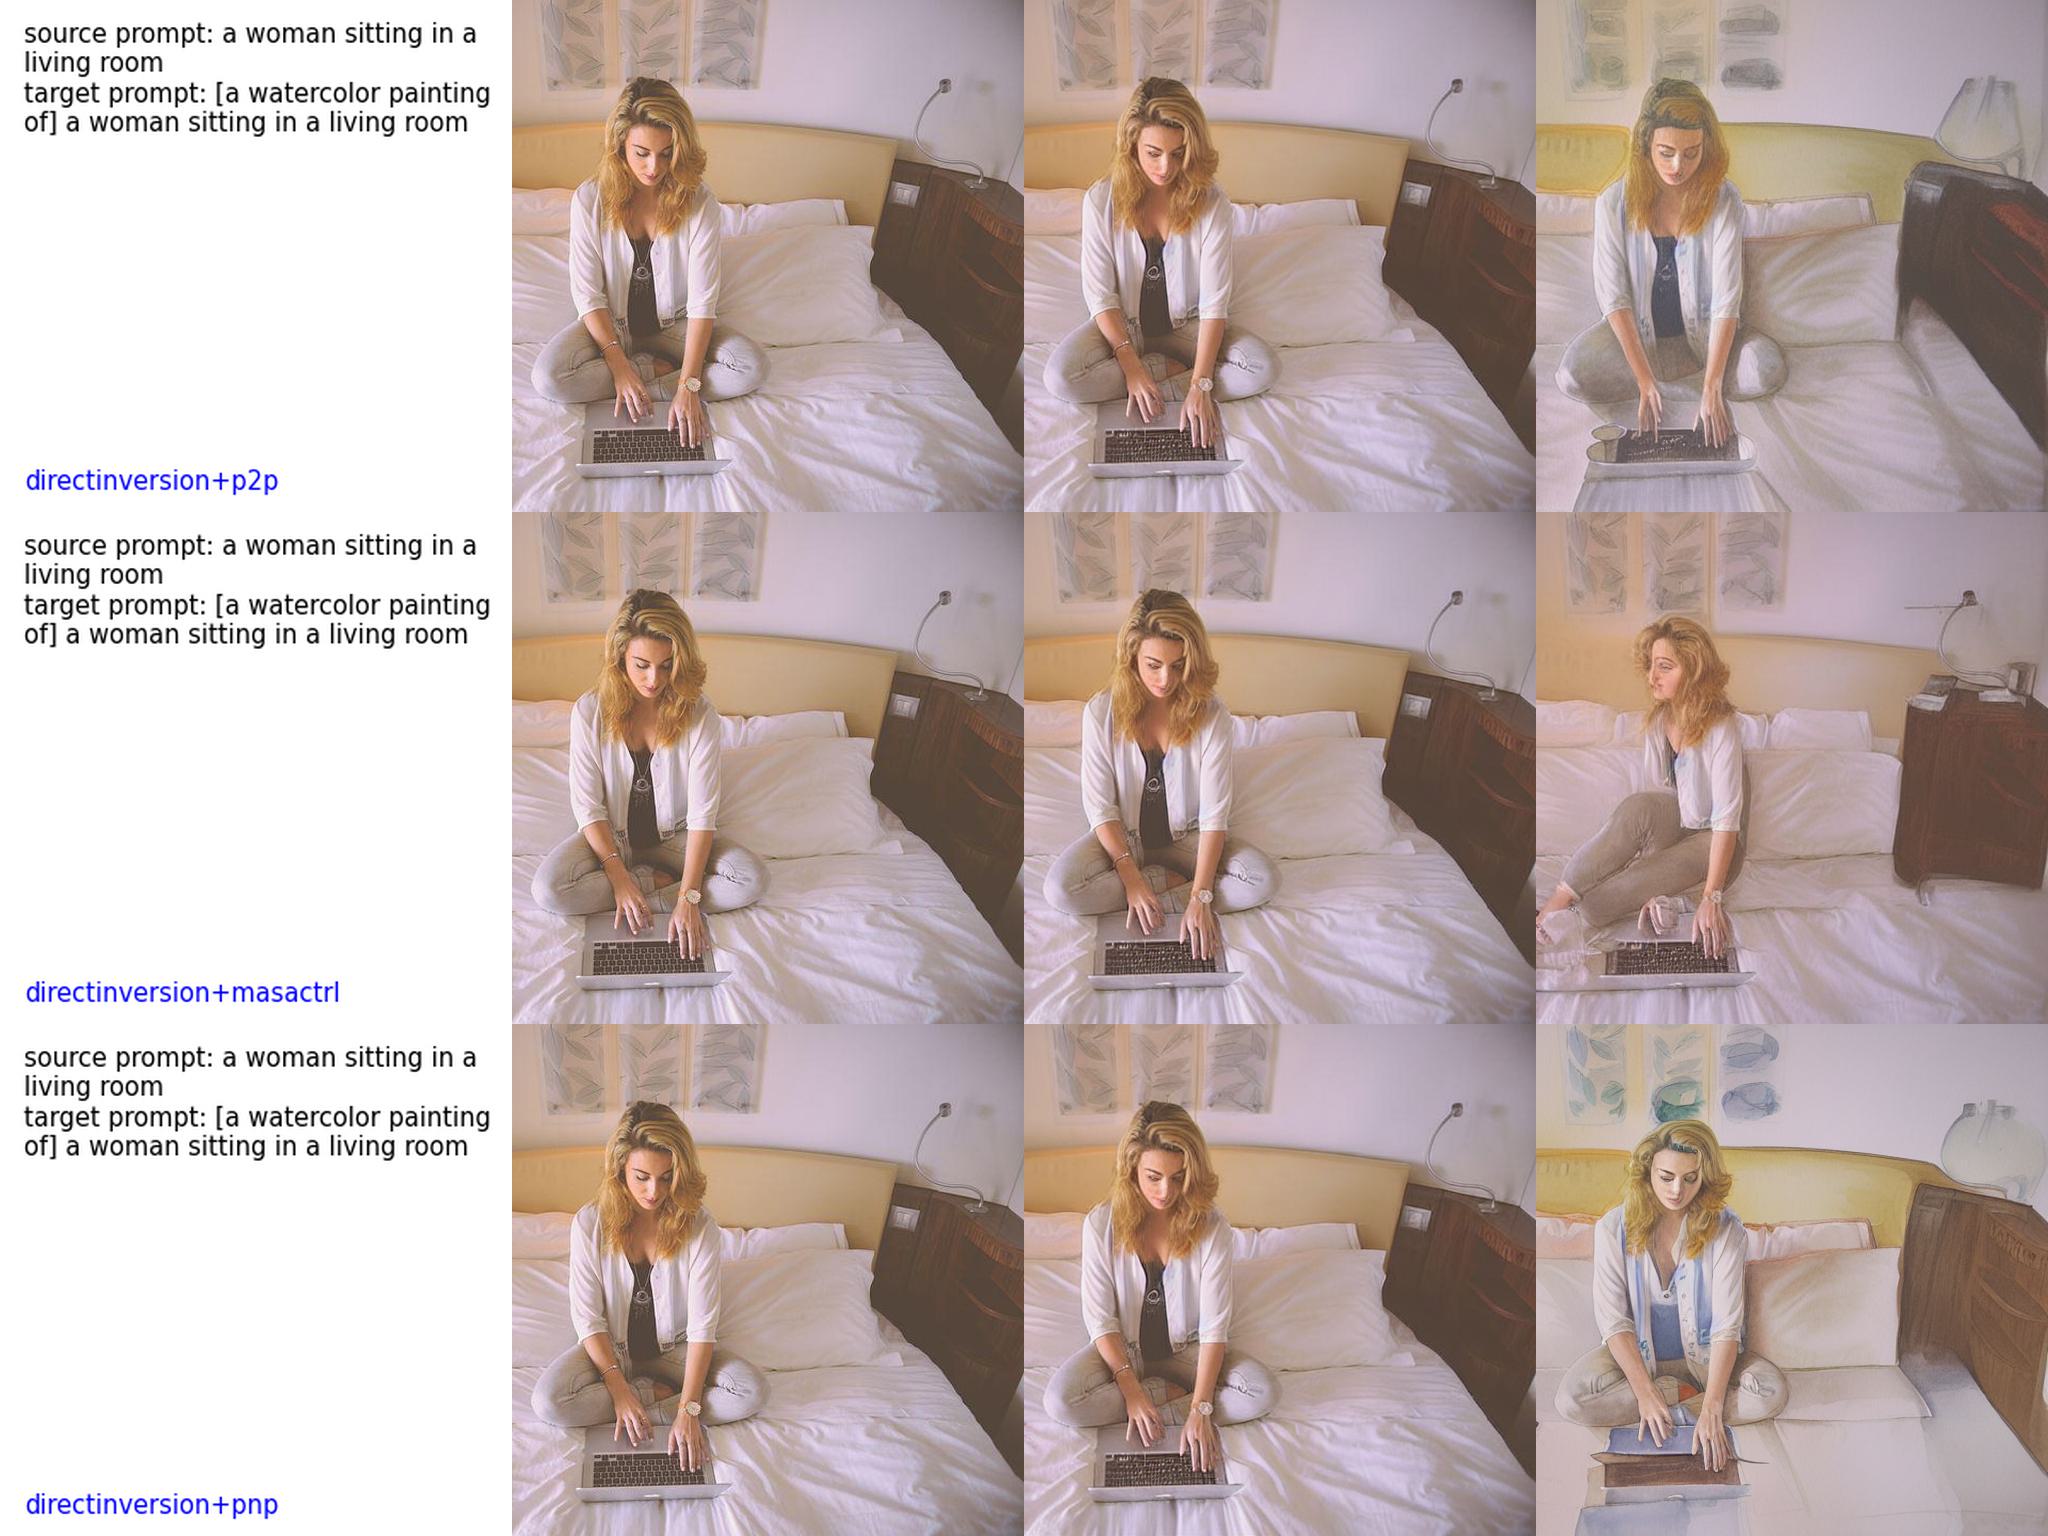 source prompt: a woman sitting in a
living room
target prompt: [a watercolor painting
of] a woman sitting in a living room
directinversion+p2p
source prompt: a woman sitting in a
living room
target prompt: [a watercolor painting
of] a woman sitting in a living room
directinversion+masactrl
source prompt: a woman sitting in a
living room
target prompt: [a watercolor painting
of] a woman sitting in a living room
directinversion+pnp